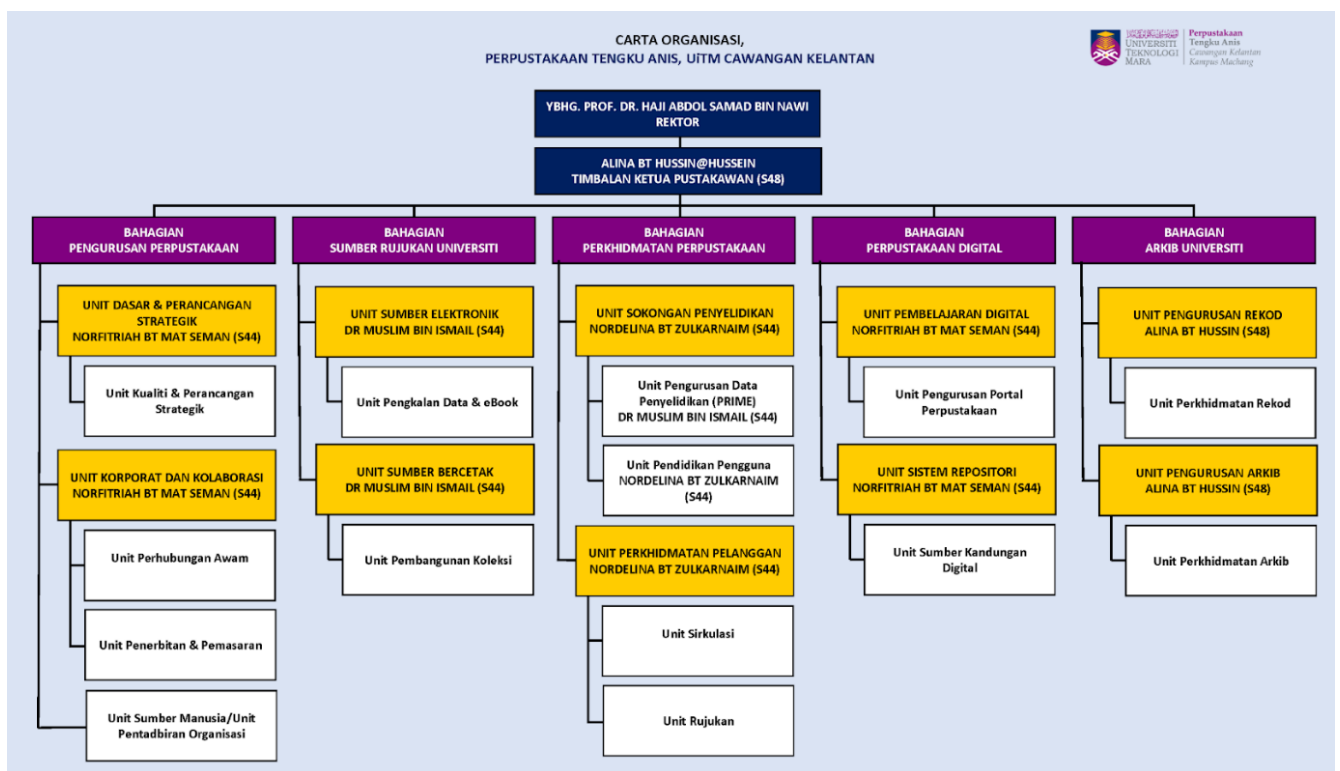 CARTA ORGANISASI,
PERPUSTAKAAN TENGKU ANIS, UiTM CAWANGAN KELANTAN
UNIVERSITI
TEKNOLOGI
MARA
Perpustakaan
Tengku Anis
Cawangan Kelantan
Kampus Machang
YBHG. PROF. DR. HAJI ABDOL SAMAD BIN NAWI
REKTOR
ALINA BT HUSSIN@HUSSEIN
TIMBALAN KETUA PUSTAKAWAN (S48)
BAHAGIAN
PENGURUSAN PERPUSTAKAAN
UNIT DASAR & PERANCANGAN
STRATEGIK
NORFITRIAH BT MAT SEMAN (S44)
Unit Kualiti & Perancangan
Strategik
UNIT KORPORAT DAN KOLABORASI
NORFITRIAH BT MAT SEMAN (S44)
Unit Perhubungan Awam
Unit Penerbitan & Pemasaran
Unit Sumber Manusia/Unit
Pentadbiran Organisasi
BAHAGIAN
SUMBER RUJUKAN UNIVERSITI
UNIT SUMBER ELEKTRONIK
DR MUSLIM BIN ISMAIL (S44)
Unit Pengkalan Data & eBook
UNIT SUMBER BERCETAK
DR MUSLIM BIN ISMAIL (S44)
Unit Pembangunan Koleksi
BAHAGIAN
PERKHIDMATAN PERPUSTAKAAN
UNIT SOKONGAN PENYELIDIKAN
NORDELINA BT ZULKARNAIM (S44)
Unit Pengurusan Data
Penyelidikan (PRIME)
DR MUSLIM BIN ISMAIL (S44)
Unit Pendidikan Pengguna
NORDELINA BT ZULKARNAIM
(S44)
UNIT PERKHIDMATAN PELANGGAN
NORDELINA BT ZULKARNAIM (S44)
Unit Sirkulasi
Unit Rujukan
BAHAGIAN
PERPUSTAKAAN DIGITAL
UNIT PEMBELAJARAN DIGITAL
NORFITRIAH BT MAT SEMAN (S44)
Unit Pengurusan Portal
Perpustakaan
UNIT SISTEM REPOSITORI
NORFITRIAH BT MAT SEMAN (S44)
Unit Sumber Kandungan
Digital
BAHAGIAN
ARKIB UNIVERSITI
UNIT PENGURUSAN REKOD
ALINA BT HUSSIN (S48)
Unit Perkhidmatan Rekod
UNIT PENGURUSAN ARKIB
ALINA BT HUSSIN (S48)
Unit Perkhidmatan Arkib